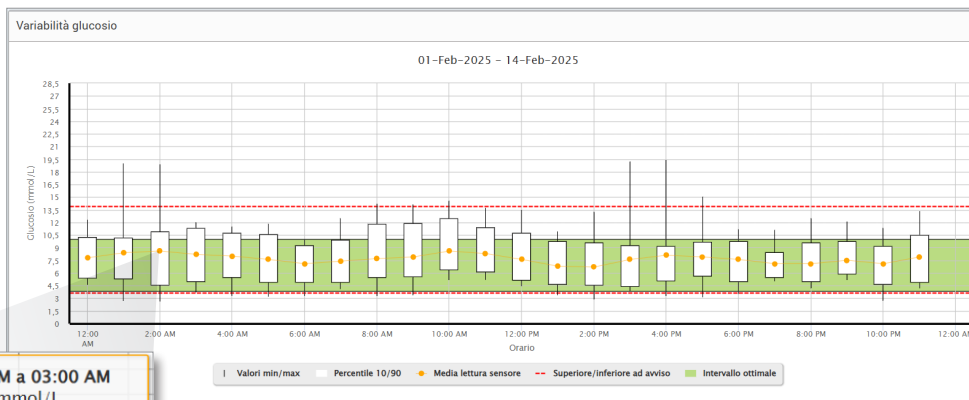 Variabilità glucosio
01-Feb-2025 - 14-Feb-2025
28,5
27
25,5
24
22,5
21
19,5
18
16,5
15
13,5
12
10,5
9
7,5
6
4,5
3
1,5
0
Glucosio (mmol/L)
12:00 AM 2:00 AM 4:00 AM 6:00 AM 8:00 AM 10:00 AM 12:00 PM 2:00 PM 4:00 PM 6:00 PM 8:00 PM 10:00 PM 12:00 AM
Orario
Valori min/max Percentile 10/90 Media lettura sensore Superiore/inferiore ad avviso Intervallo ottimale
a 03:00 AM